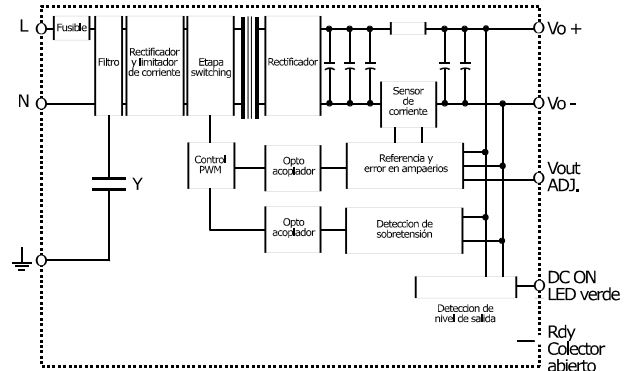 L
Fusible
Filtro
Rectificador
y limitador
de corriente
Etapa
switching
Rectificador
Vo +
N
Sensor
de
corriente
Vo -
Control
PWM
Opto
acoplador
Referencia y
error en ampaerios
Y
Vout
ADJ.
Opto
acoplador
Deteccion de
sobretensión
DC ON
LED verde
Deteccion de
nivel de salida
Rdy
Colector
abierto